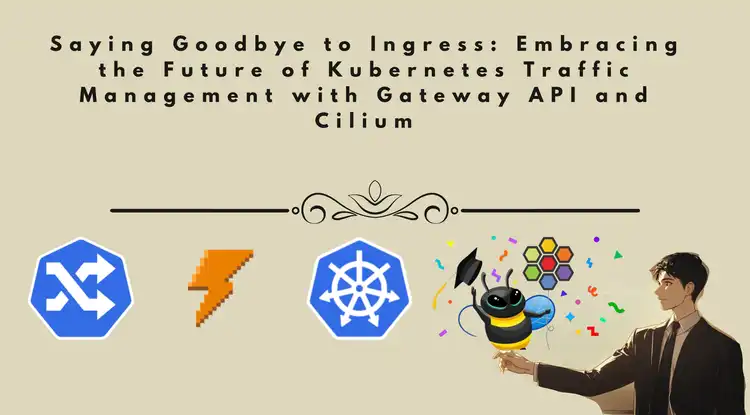 Saying Goodbye to Ingress: Embracing
the Future of Kubernetes Traffic
Management with Gateway API and
Cilium